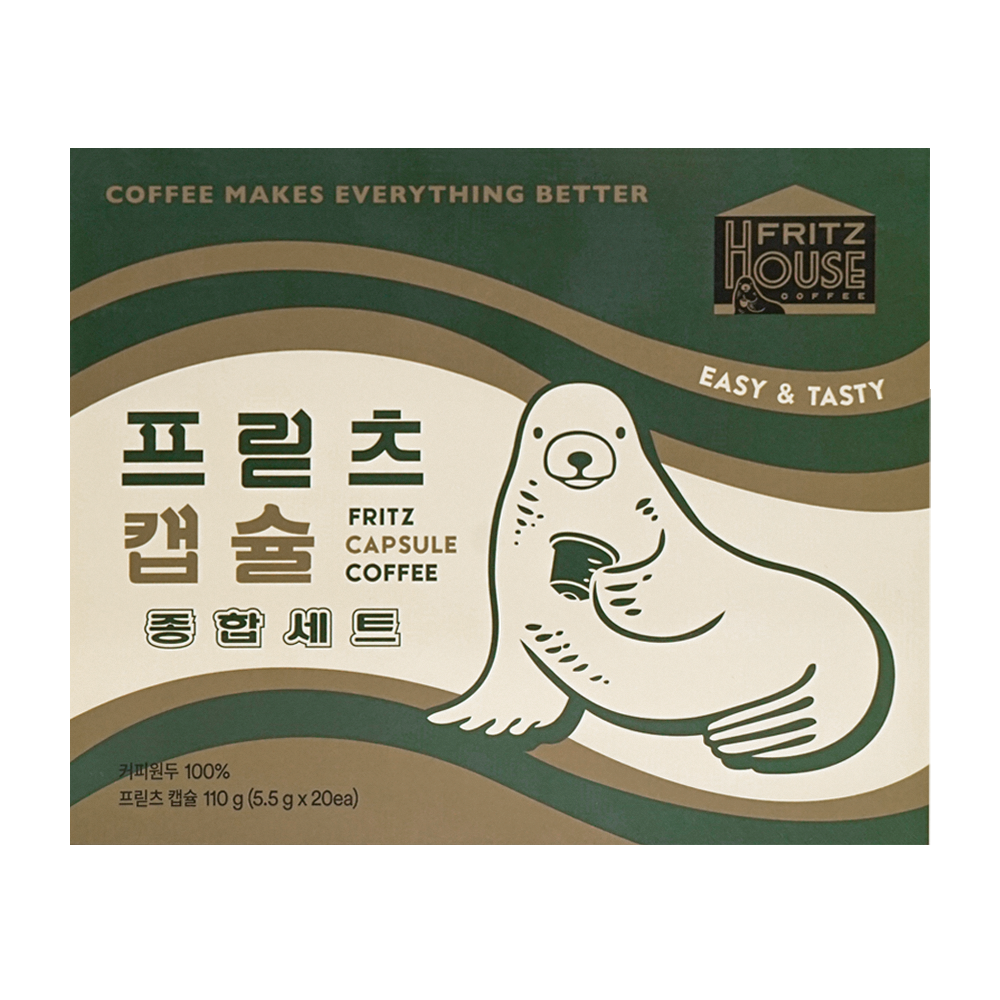 COFFEE MAKES EVERYTHING BETTER
FRITZ
HOUSE
COFFEE
EASY & TASTY
프릳츠
캡슐
FRITZ
CAPSULE
COFFEE
종합세트
커피원두 100%
프릳츠 캡슐 110 g (5.5 g x 20ea)